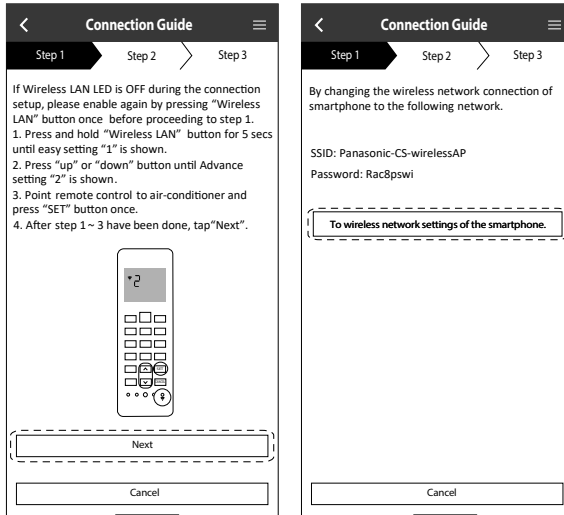 Connection Guide
Step 1
Step 2
Step 3
If Wireless LAN LED is OFF during the connection
setup, please enable again by pressing “Wireless
LAN” button once before proceeding to step 1.
1. Press and hold “Wireless LAN” button for 5 secs
until easy setting “1” is shown.
2. Press “up” or “down” button until Advance
setting “2” is shown.
3. Point remote control to air-conditioner and
press “SET” button once.
4. After step 1 ~ 3 have been done, tap“Next”.
*2
Next
Cancel
Connection Guide
Step 1
Step 2
Step 3
By changing the wireless network connection of
smartphone to the following network.
SSID: Panasonic-CS-wirelessAP
Password: Rac8pswi
To wireless network settings of the smartphone.
Cancel